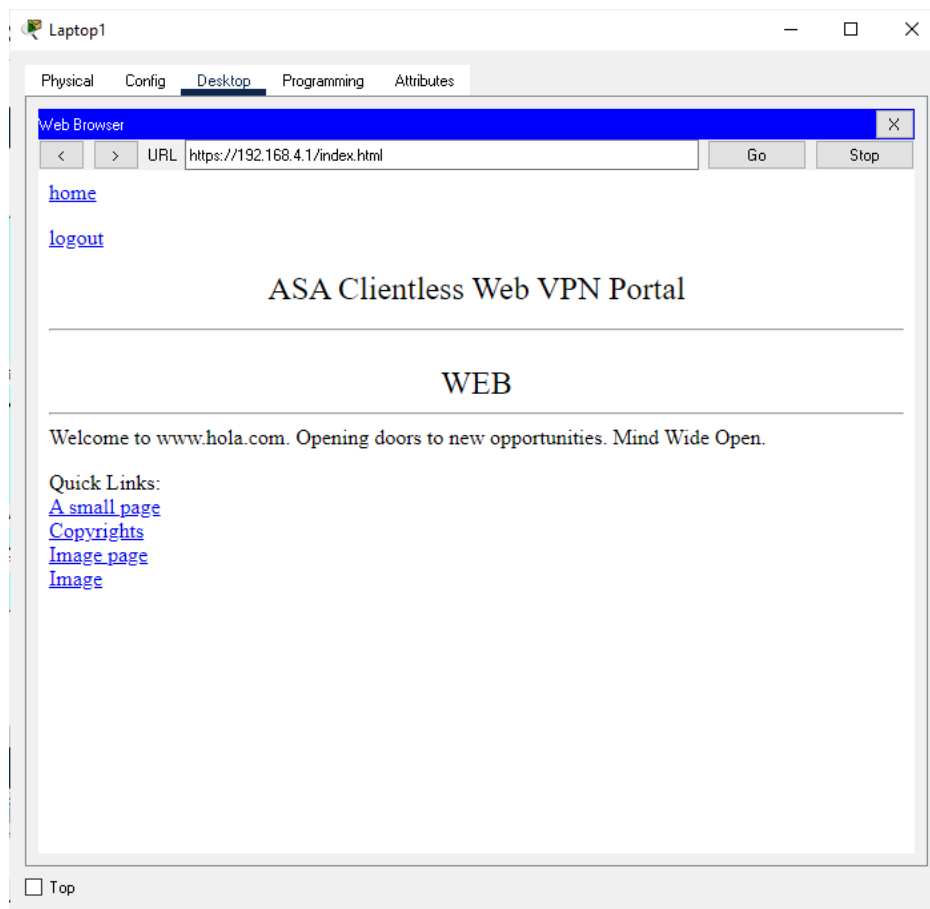 Laptop1
Physical Config Desktop Programming Attributes
Web Browser X
< > URL https://192.168.4.1/index.html Go Stop
home
logout
ASA Clientless Web VPN Portal
WEB
Welcome to www.hola.com. Opening doors to new opportunities. Mind Wide Open.
Quick Links:
A small page
Copyrights
Image page
Image
Top